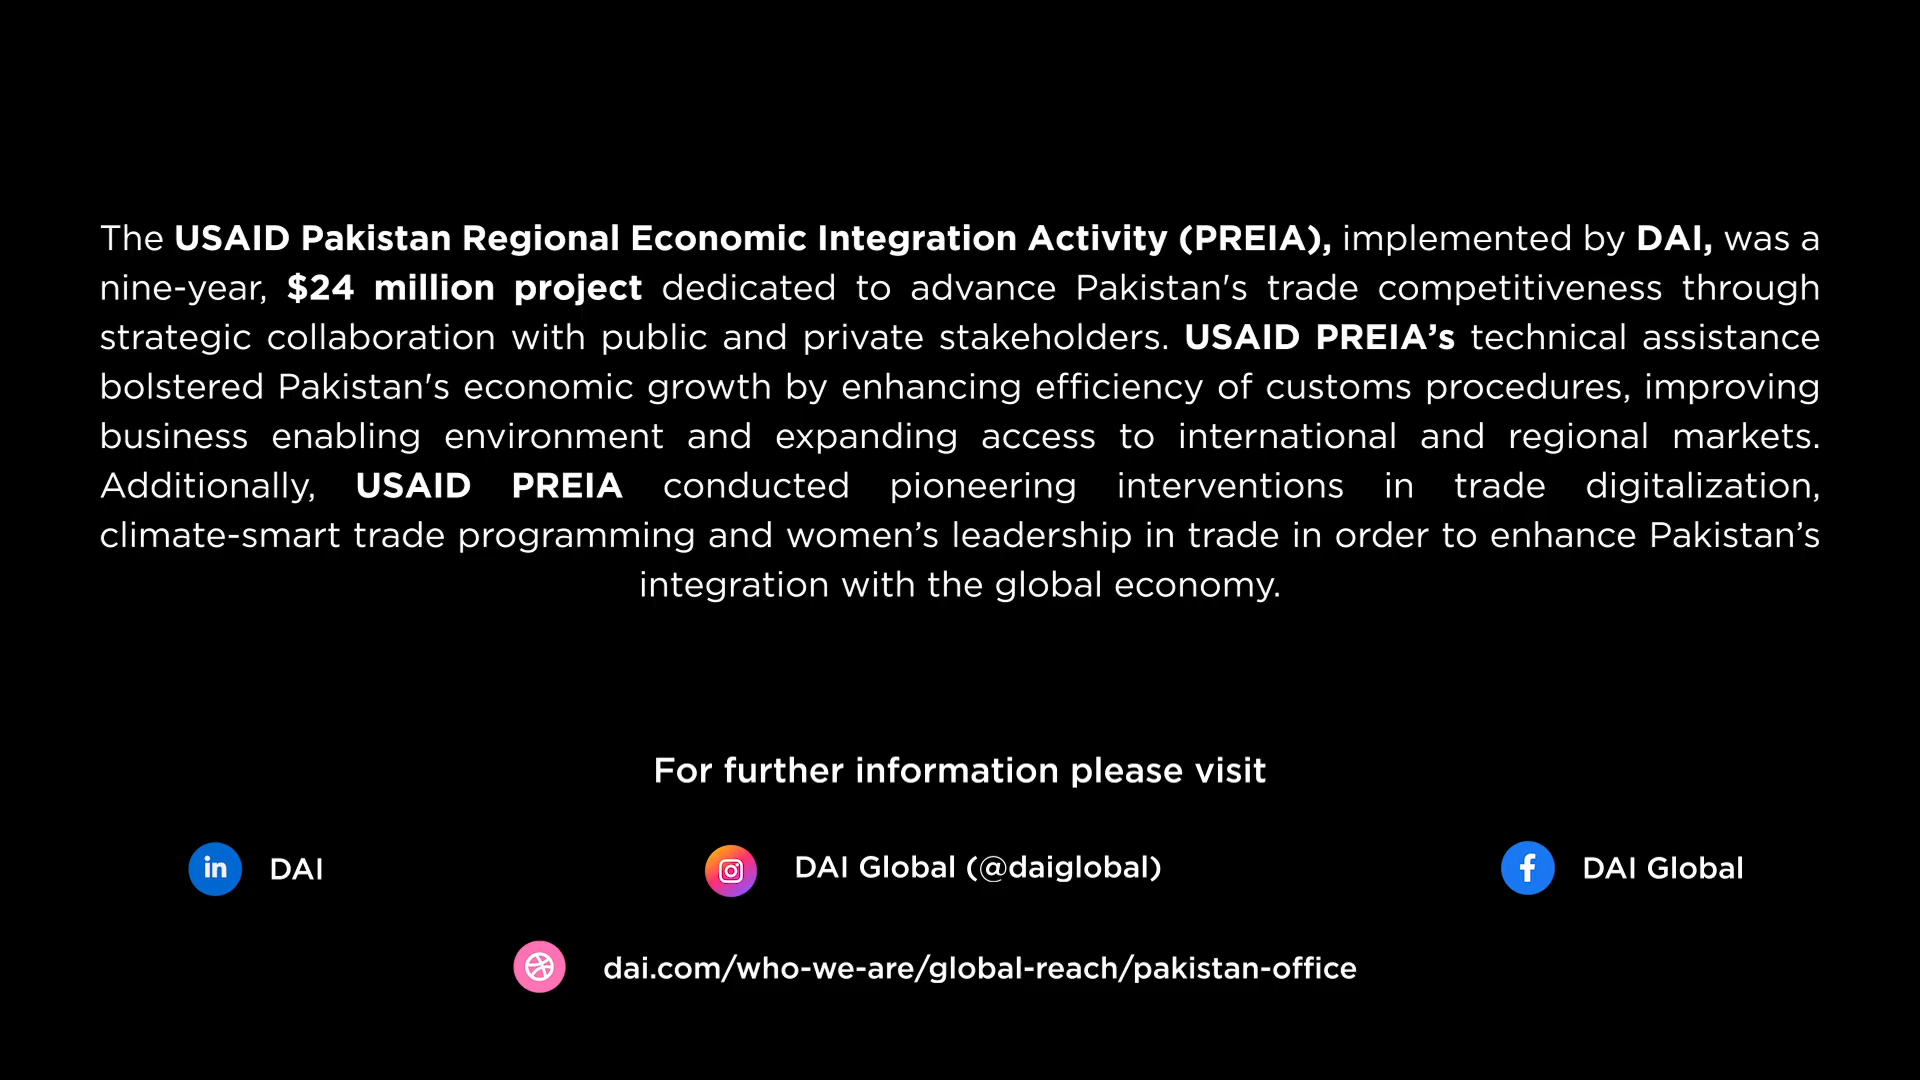 The USAID Pakistan Regional Economic Integration Activity (PREIA), implemented by DAI, was a
nine-year, $24 million project dedicated to advance Pakistan's trade competitiveness through
strategic collaboration with public and private stakeholders. USAID PREIA’s technical assistance
bolstered Pakistan's economic growth by enhancing efficiency of customs procedures, improving
business enabling environment and expanding access to international and regional markets.
Additionally, USAID PREIA conducted pioneering interventions in trade digitalization,
climate-smart trade programming and women’s leadership in trade in order to enhance Pakistan’s
integration with the global economy.
For further information please visit
in DAI
DAI Global (@daiglobal)
f DAI Global
dai.com/who-we-are/global-reach/pakistan-office